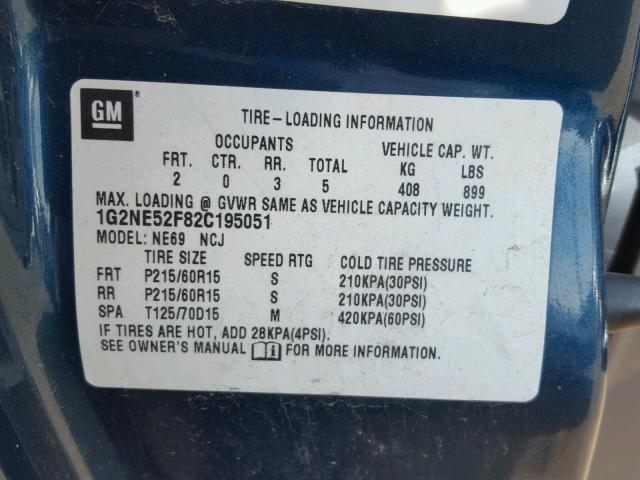 GM ®
TIRE-LOADING INFORMATION
OCCUPANTS VEHICLE CAP. WT.
FRT. CTR. RR. TOTAL KG LBS
2 0 3 5 408 899
MAX. LOADING @ GVWR SAME AS VEHICLE CAPACITY WEIGHT.
1G2NE52F82C195051
MODEL: NE69 NCJ
TIRE SIZE SPEED RTG COLD TIRE PRESSURE
FRT P215/60R15 S 210KPA(30PSI)
RR P215/60R15 S 210KPA(30PSI)
SPA T125/70D15 M 420KPA(60PSI)
IF TIRES ARE HOT, ADD 28KPA(4PSI).
SEE OWNER'S MANUAL FOR MORE INFORMATION.